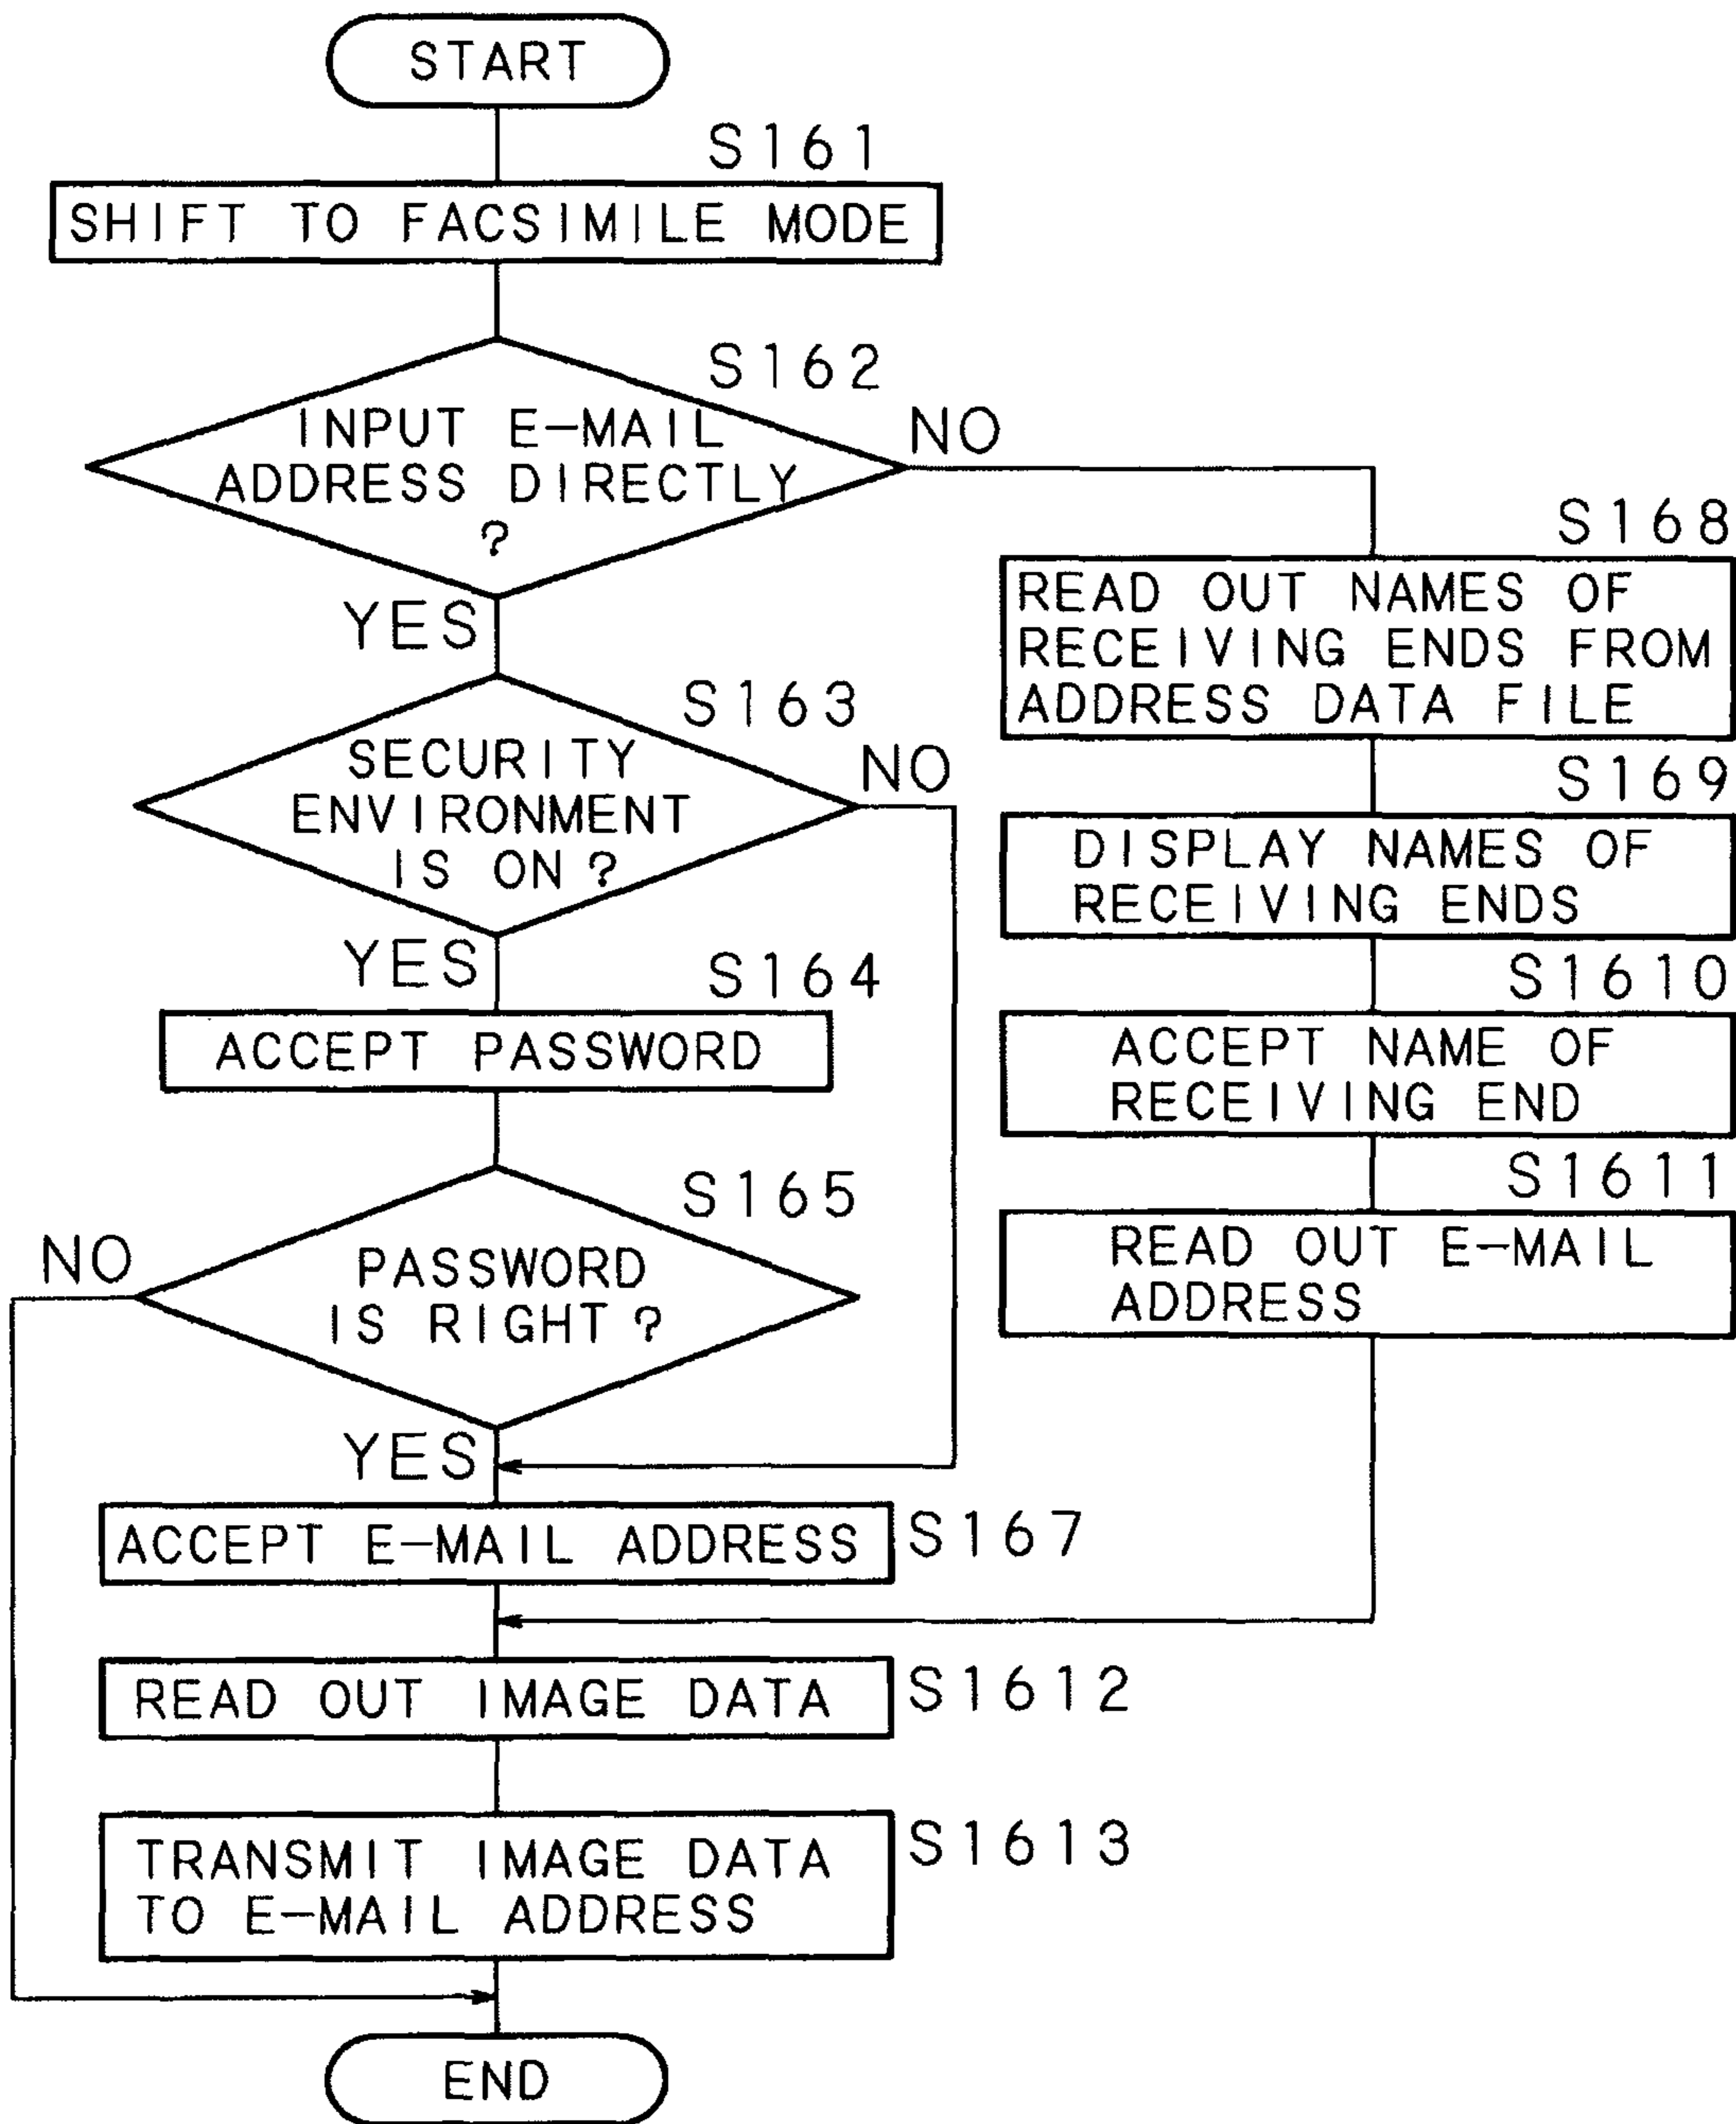 START
S161
SHIFT TO FACSIMILE MODE
S162
INPUT E-MAIL
ADDRESS DIRECTLY
?
NO
YES
S163
SECURITY
ENVIRONMENT
IS ON?
NO
YES
S164
ACCEPT PASSWORD
S165
PASSWORD
IS RIGHT?
NO
YES
ACCEPT E-MAIL ADDRESS
S167
S168
READ OUT NAMES OF
RECEIVING ENDS FROM
ADDRESS DATA FILE
S169
DISPLAY NAMES OF
RECEIVING ENDS
S1610
ACCEPT NAME OF
RECEIVING END
S1611
READ OUT E-MAIL
ADDRESS
READ OUT IMAGE DATA
S1612
TRANSMIT IMAGE DATA
TO E-MAIL ADDRESS
S1613
END